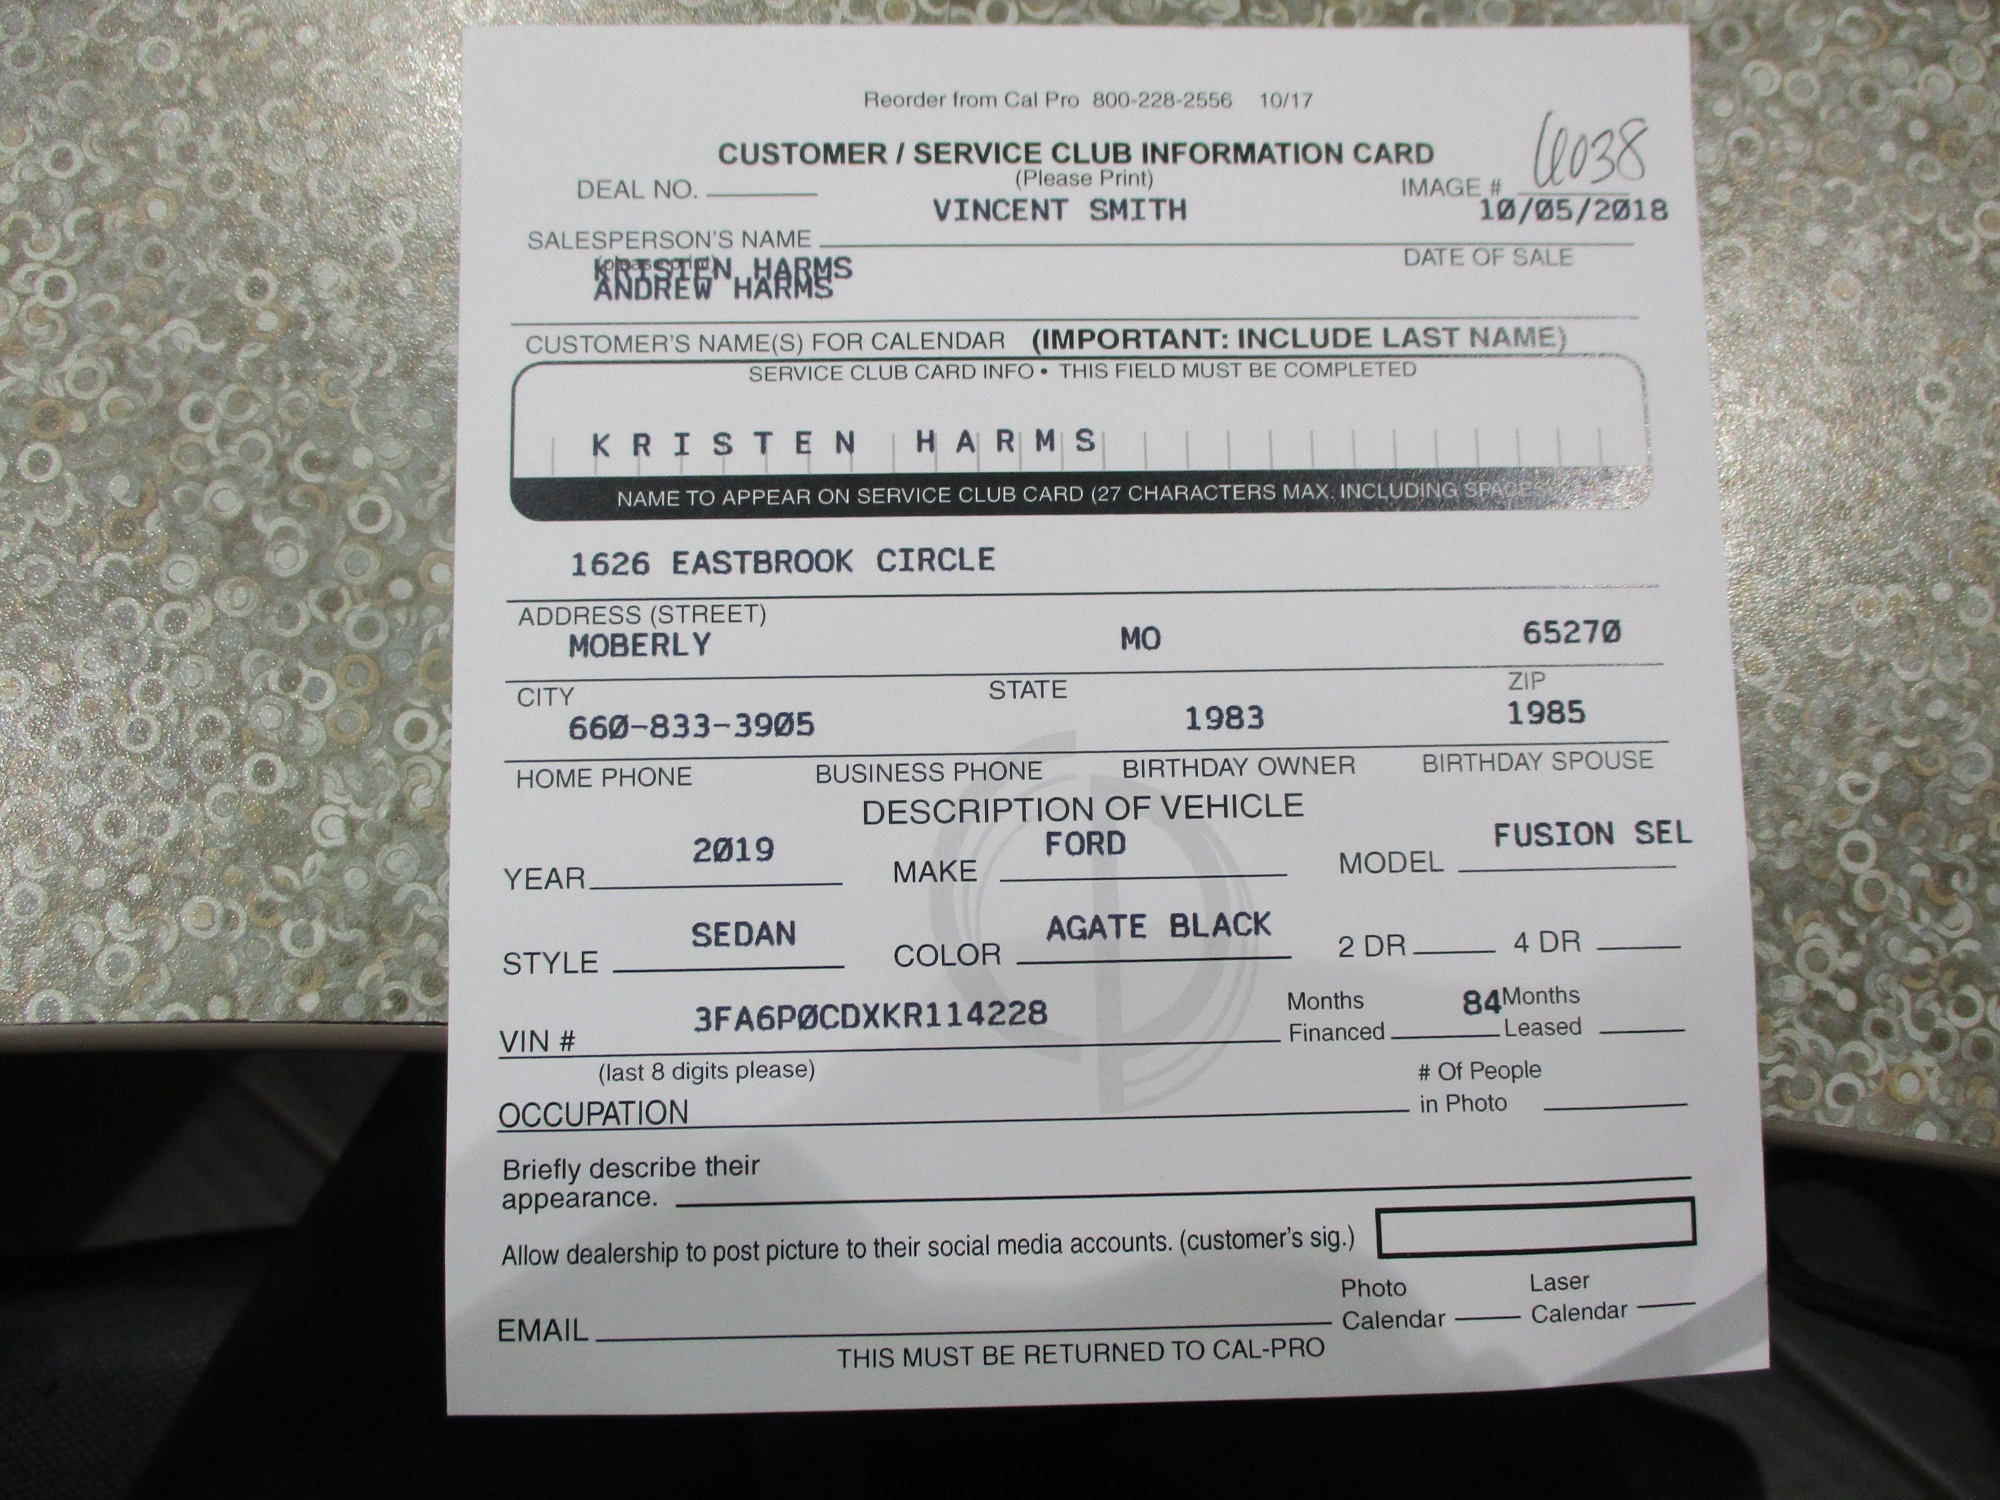 Reorder from Cal Pro 800-228-2556 10/17
CUSTOMER / SERVICE CLUB INFORMATION CARD
(Please Print)
DEAL NO. IMAGE # 6038
VINCENT SMITH 10/05/2018
SALESPERSON'S NAME DATE OF SALE
(please print)
KRISTEN HARMS
ANDREW HARMS
CUSTOMER'S NAME(S) FOR CALENDAR (IMPORTANT: INCLUDE LAST NAME)
SERVICE CLUB CARD INFO • THIS FIELD MUST BE COMPLETED
KRISTEN HARMS
NAME TO APPEAR ON SERVICE CLUB CARD (27 CHARACTERS MAX. INCLUDING SPACES)
1626 EASTBROOK CIRCLE
ADDRESS (STREET)
MOBERLY MO 65270
CITY STATE ZIP
660-833-3905 1983 1985
HOME PHONE BUSINESS PHONE BIRTHDAY OWNER BIRTHDAY SPOUSE
DESCRIPTION OF VEHICLE
YEAR 2019 MAKE FORD MODEL FUSION SEL
STYLE SEDAN COLOR AGATE BLACK 2 DR 4 DR
VIN # 3FA6P0CDXKR114228 Months Financed 84 Months Leased
(last 8 digits please)
OCCUPATION # Of People in Photo
Briefly describe their
appearance.
Allow dealership to post picture to their social media accounts. (customer's sig.)
EMAIL Photo Calendar Laser Calendar
THIS MUST BE RETURNED TO CAL-PRO